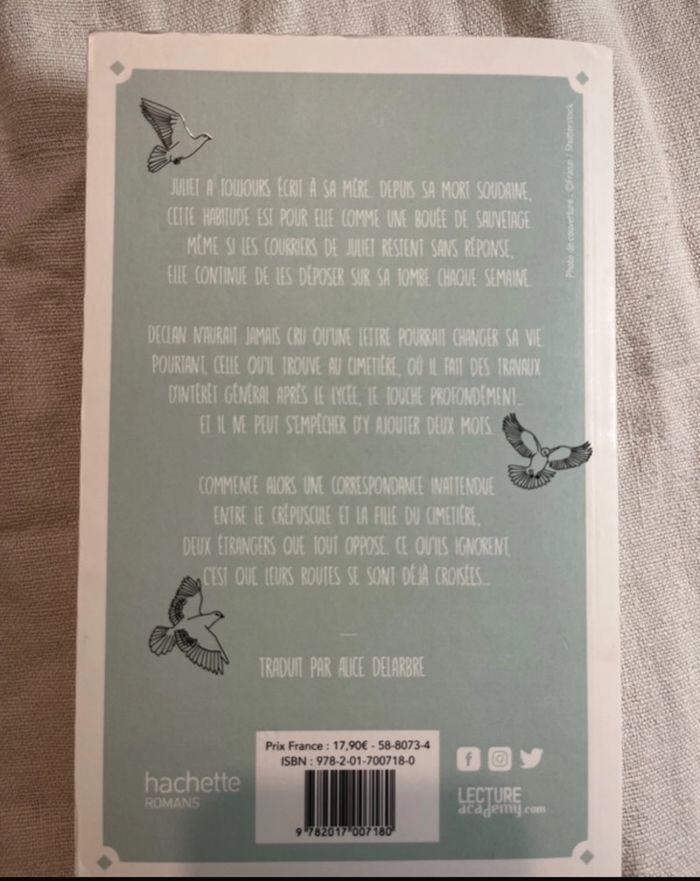 JULIET A TOUJOURS ÉCRIT À SA MÈRE. DEPUIS SA MORT SOUDAINE,
CETTE HABITUDE EST POUR ELLE COMME UNE BOUÉE DE SAUVETAGE.
MÊME SI LES COURRIERS DE JULIET RESTENT SANS RÉPONSE,
ELLE CONTINUE DE LES DÉPOSER SUR SA TOMBE CHAQUE SEMAINE.
DECLAN N'AURAIT JAMAIS CRU QU'UNE LETTRE POURRAIT CHANGER SA VIE.
POURTANT, CELLE QU'IL TROUVE AU CIMETIÈRE, OÙ IL FAIT DES TRAVAUX
D'INTÉRÊT GÉNÉRAL APRÈS LE LYCÉE, LE TOUCHE PROFONDÉMENT...
ET IL NE PEUT S'EMPÊCHER D'Y AJOUTER DEUX MOTS.
COMMENCE ALORS UNE CORRESPONDANCE INATTENDUE
ENTRE LE CRÉPUSCULE ET LA FILLE DU CIMETIÈRE,
DEUX ÉTRANGERS QUE TOUT OPPOSE. CE QU'ILS IGNORENT,
C'EST QUE LEURS ROUTES SE SONT DÉJÀ CROISÉES...
TRADUIT PAR ALICE DELARBRE
Photo de couverture : © / Shutterstock
hachette
ROMANS
Prix France : 17,90€ - 58-8073-4
ISBN : 978-2-01-700718-0
9 782017 007180
LECTURE
academy.com